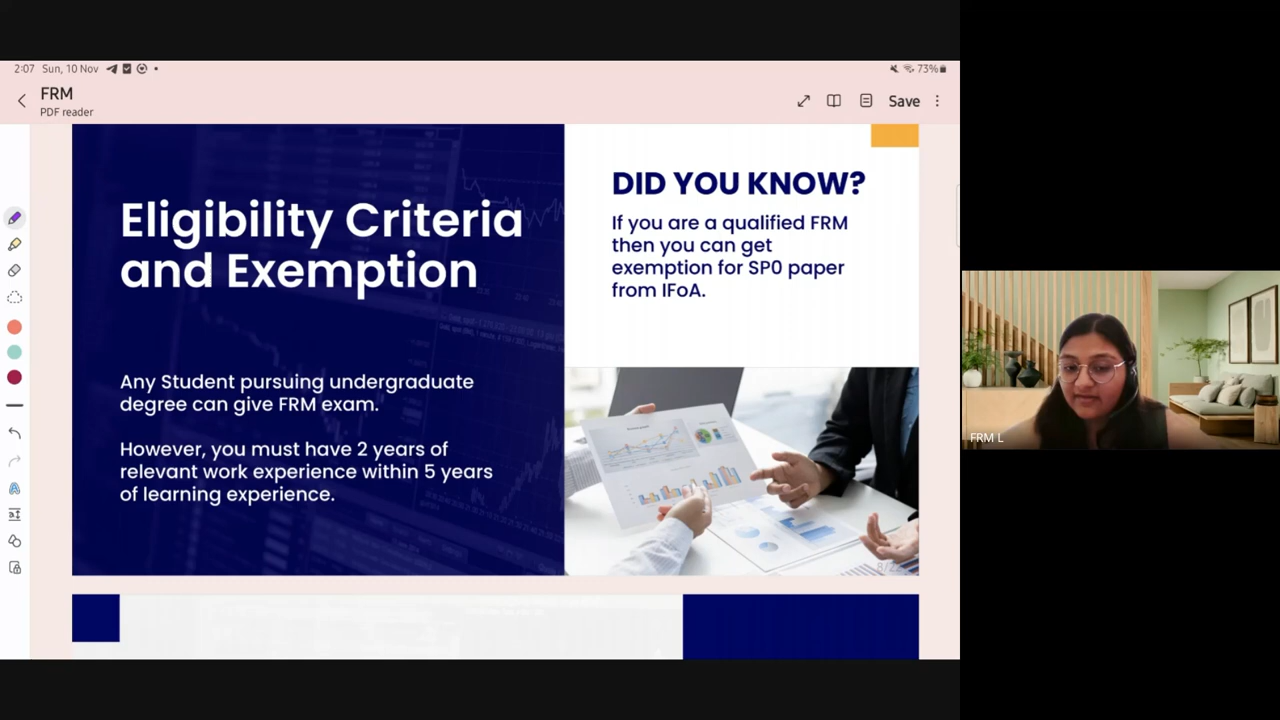 2:07 Sun, 10 Nov
73%
FRM
PDF reader
Save
Eligibility Criteria
and Exemption
Any Student pursuing undergraduate
degree can give FRM exam.
However, you must have 2 years of
relevant work experience within 5 years
of learning experience.
DID YOU KNOW?
If you are a qualified FRM
then you can get
exemption for SP0 paper
from IFoA.
FRM L